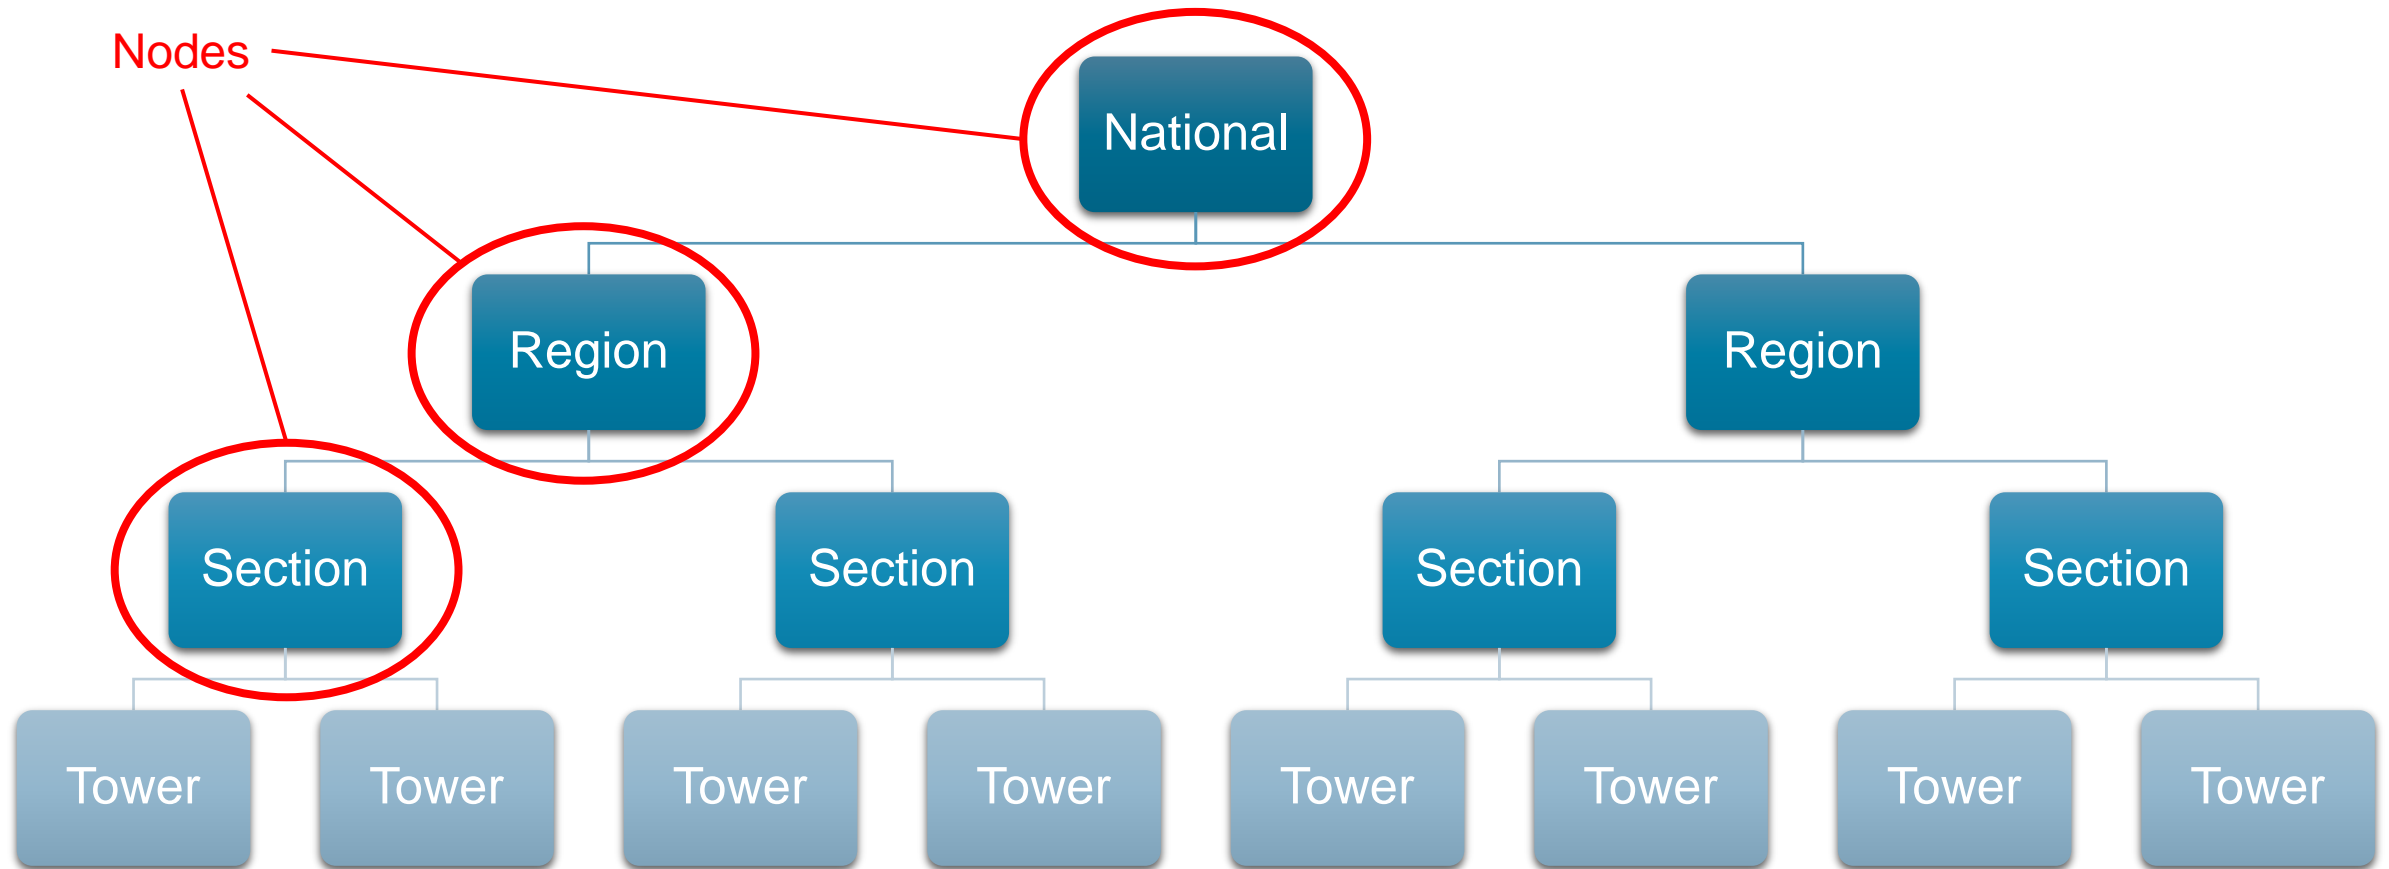 Nodes
National
Region
Region
Section
Section
Section
Section
Tower
Tower
Tower
Tower
Tower
Tower
Tower
Tower